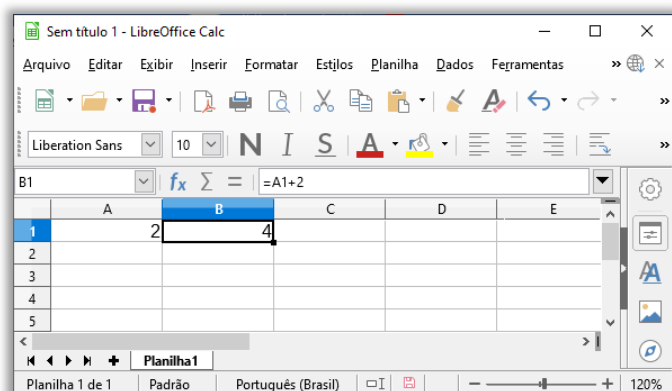 Sem título 1 - LibreOffice Calc
Arquivo Editar Exibir Inserir Formatar Estilos Planilha Dados Ferramentas »
»
Liberation Sans 10 N I S A »
B1 fx Σ = =A1+2
A B C D E
1 2 4
2
3
4
5
Planilha1
Planilha 1 de 1 Padrão Português (Brasil) 120%